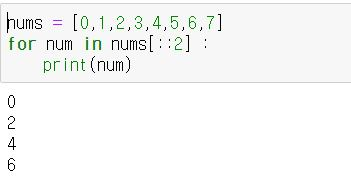 nums = [0,1,2,3,4,5,6,7]
for num in nums[::2] :
    print(num)
0
2
4
6